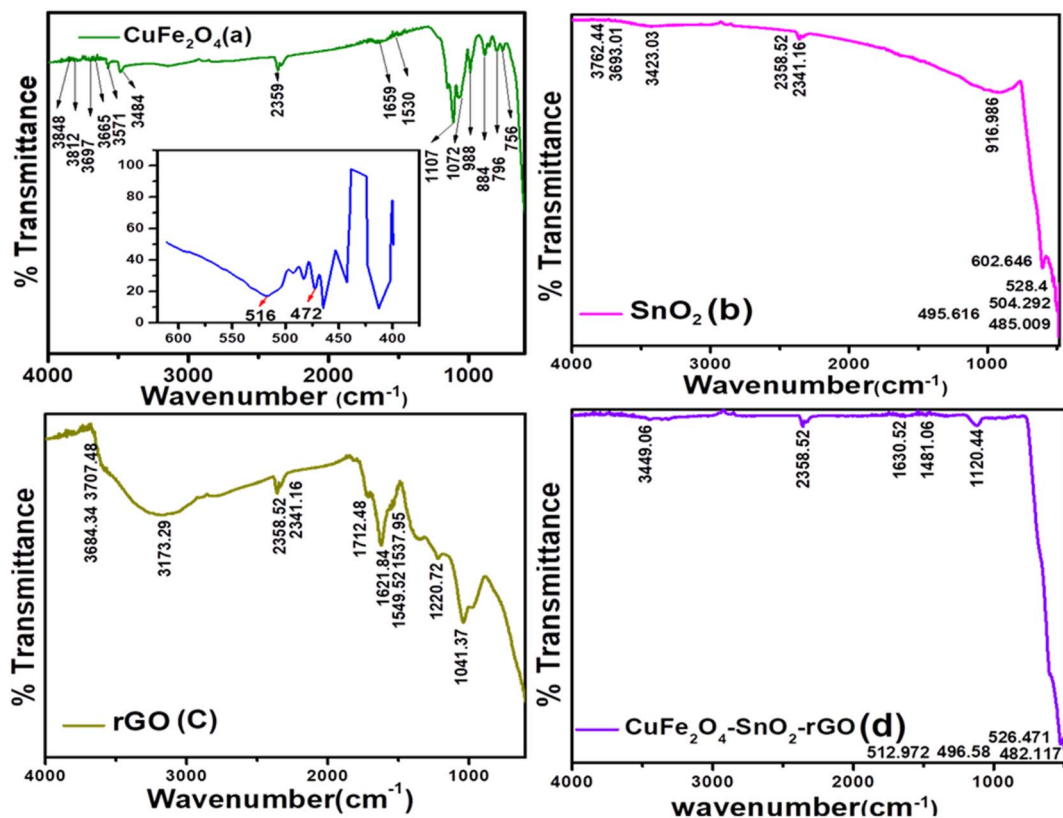 % Transmittance
CuFe₂O₄(a)
3848
3812
3697
3665
3571
3484
2359
1659
1530
1107
1072
988
884
796
756
100
80
60
40
20
0
516
472
600 550 500 450 400
4000 3000 2000 1000
Wavenumber (cm⁻¹)
% Transmittance
3762.44
3693.01
3423.03
2358.52
2341.16
916.986
602.646
528.4
504.292
495.616
485.009
SnO₂ (b)
4000 3000 2000 1000
Wavenumber(cm⁻¹)
% Transmittance
3684.34
3707.48
3173.29
2358.52
2341.16
1712.48
1621.84
1549.52
1537.95
1220.72
1041.37
rGO (C)
4000 3000 2000 1000
Wavenumber(cm⁻¹)
% Transmittance
3449.06
2358.52
1630.52
1481.06
1120.44
CuFe₂O₄-SnO₂-rGO (d)
526.471
512.972 496.58 482.117
4000 3000 2000 1000
wavenumber(cm⁻¹)